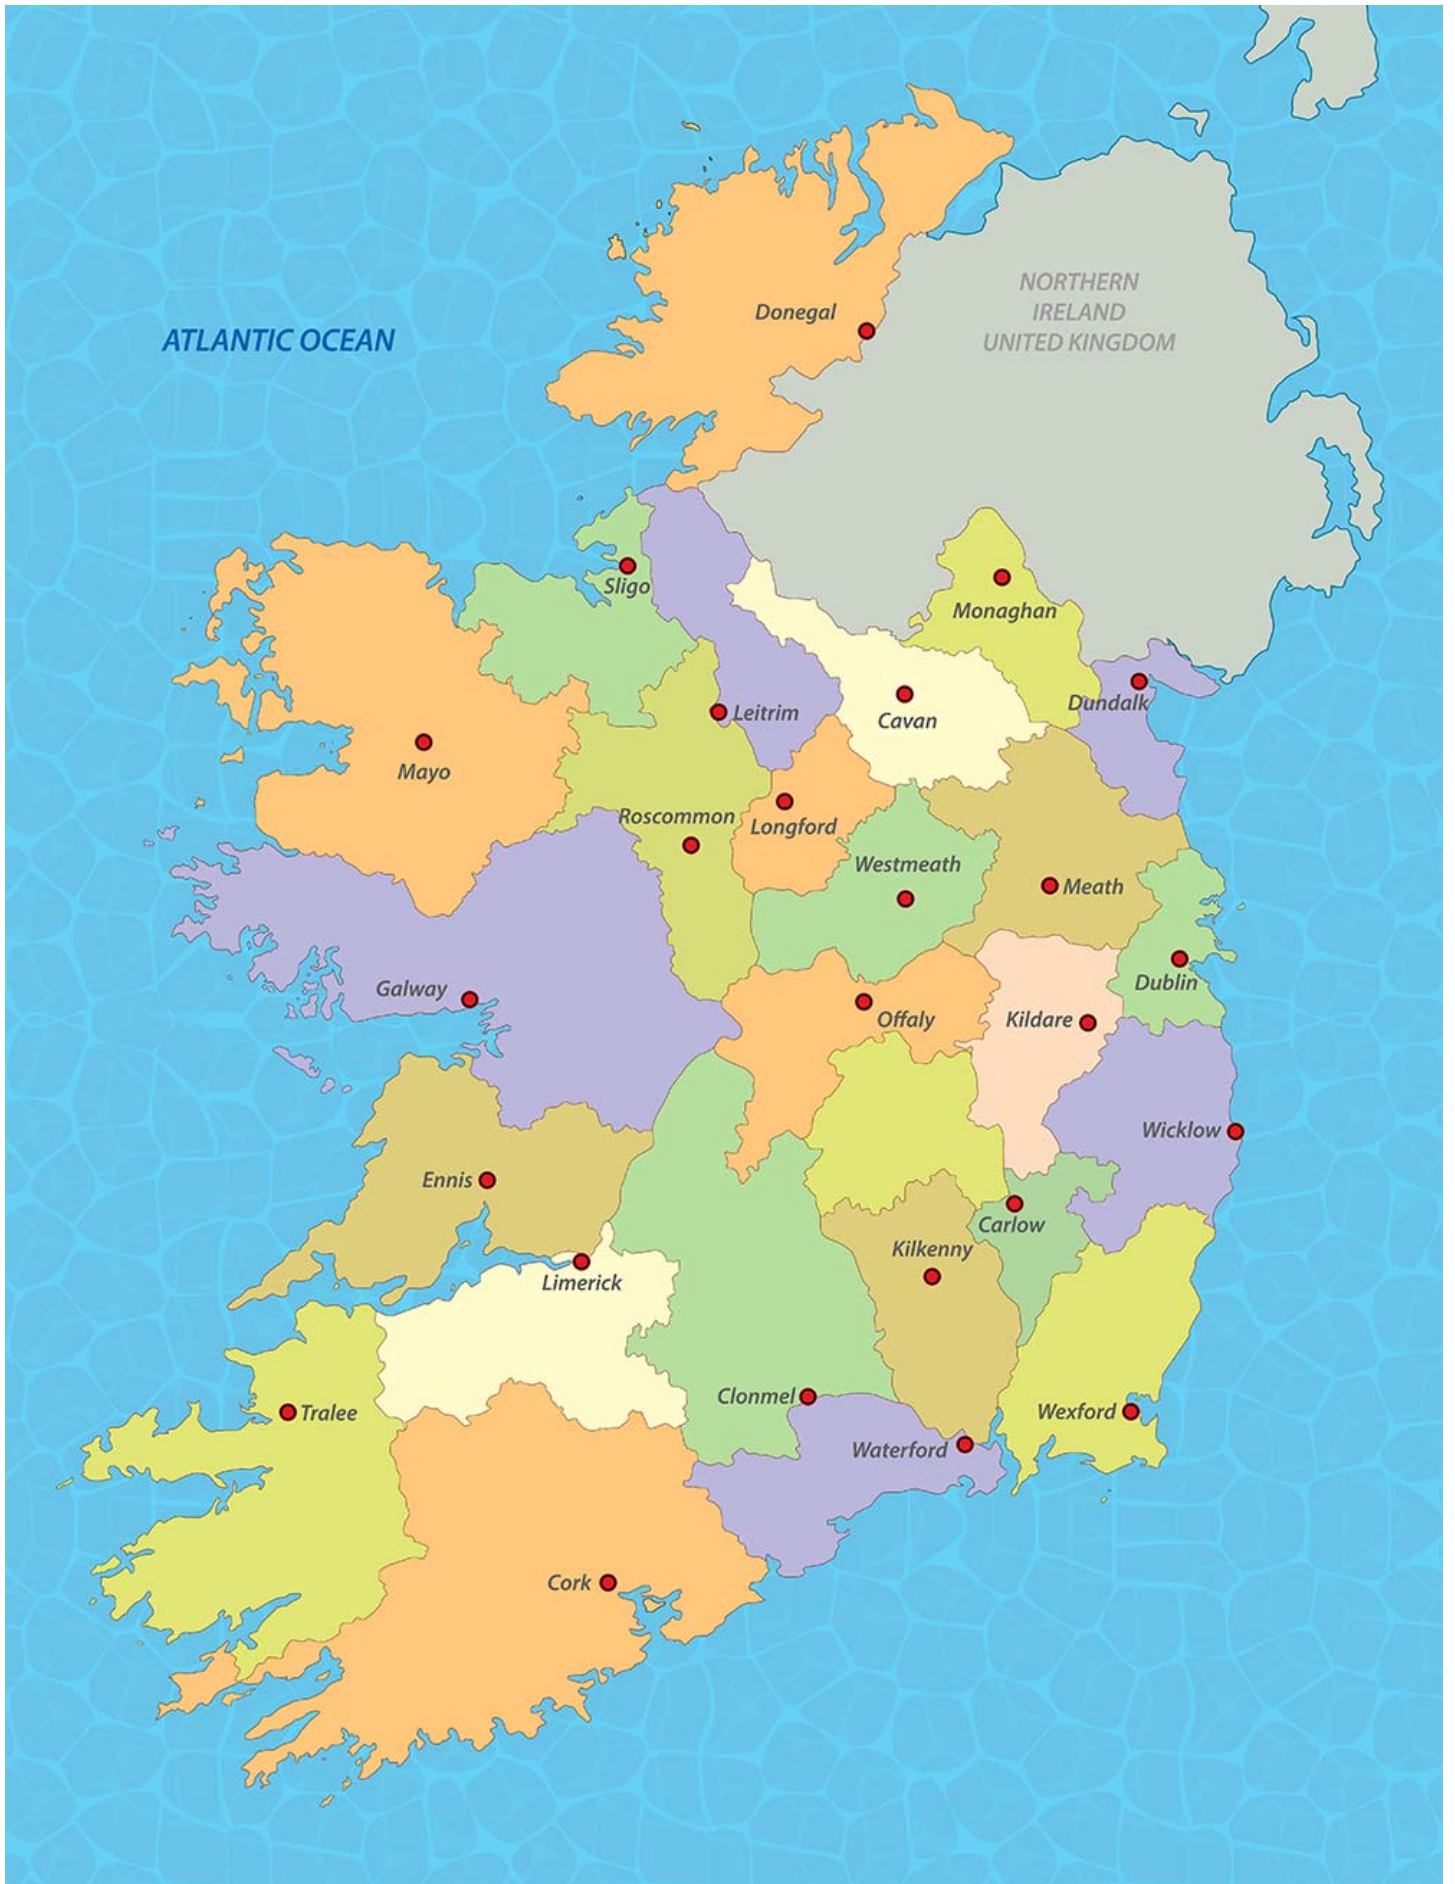 NORTHERN
IRELAND
UNITED KINGDOM
Donegal
ATLANTIC OCEAN
Sligo
Monaghan
Dundalk
Leitrim
Cavan
Mayo
Roscommon
Longford
Westmeath
Meath
Galway
Dublin
Offaly
Kildare
Wicklow
Ennis
Carlow
Kilkenny
Limerick
Clonmel
Tralee
Wexford
Waterford
Cork